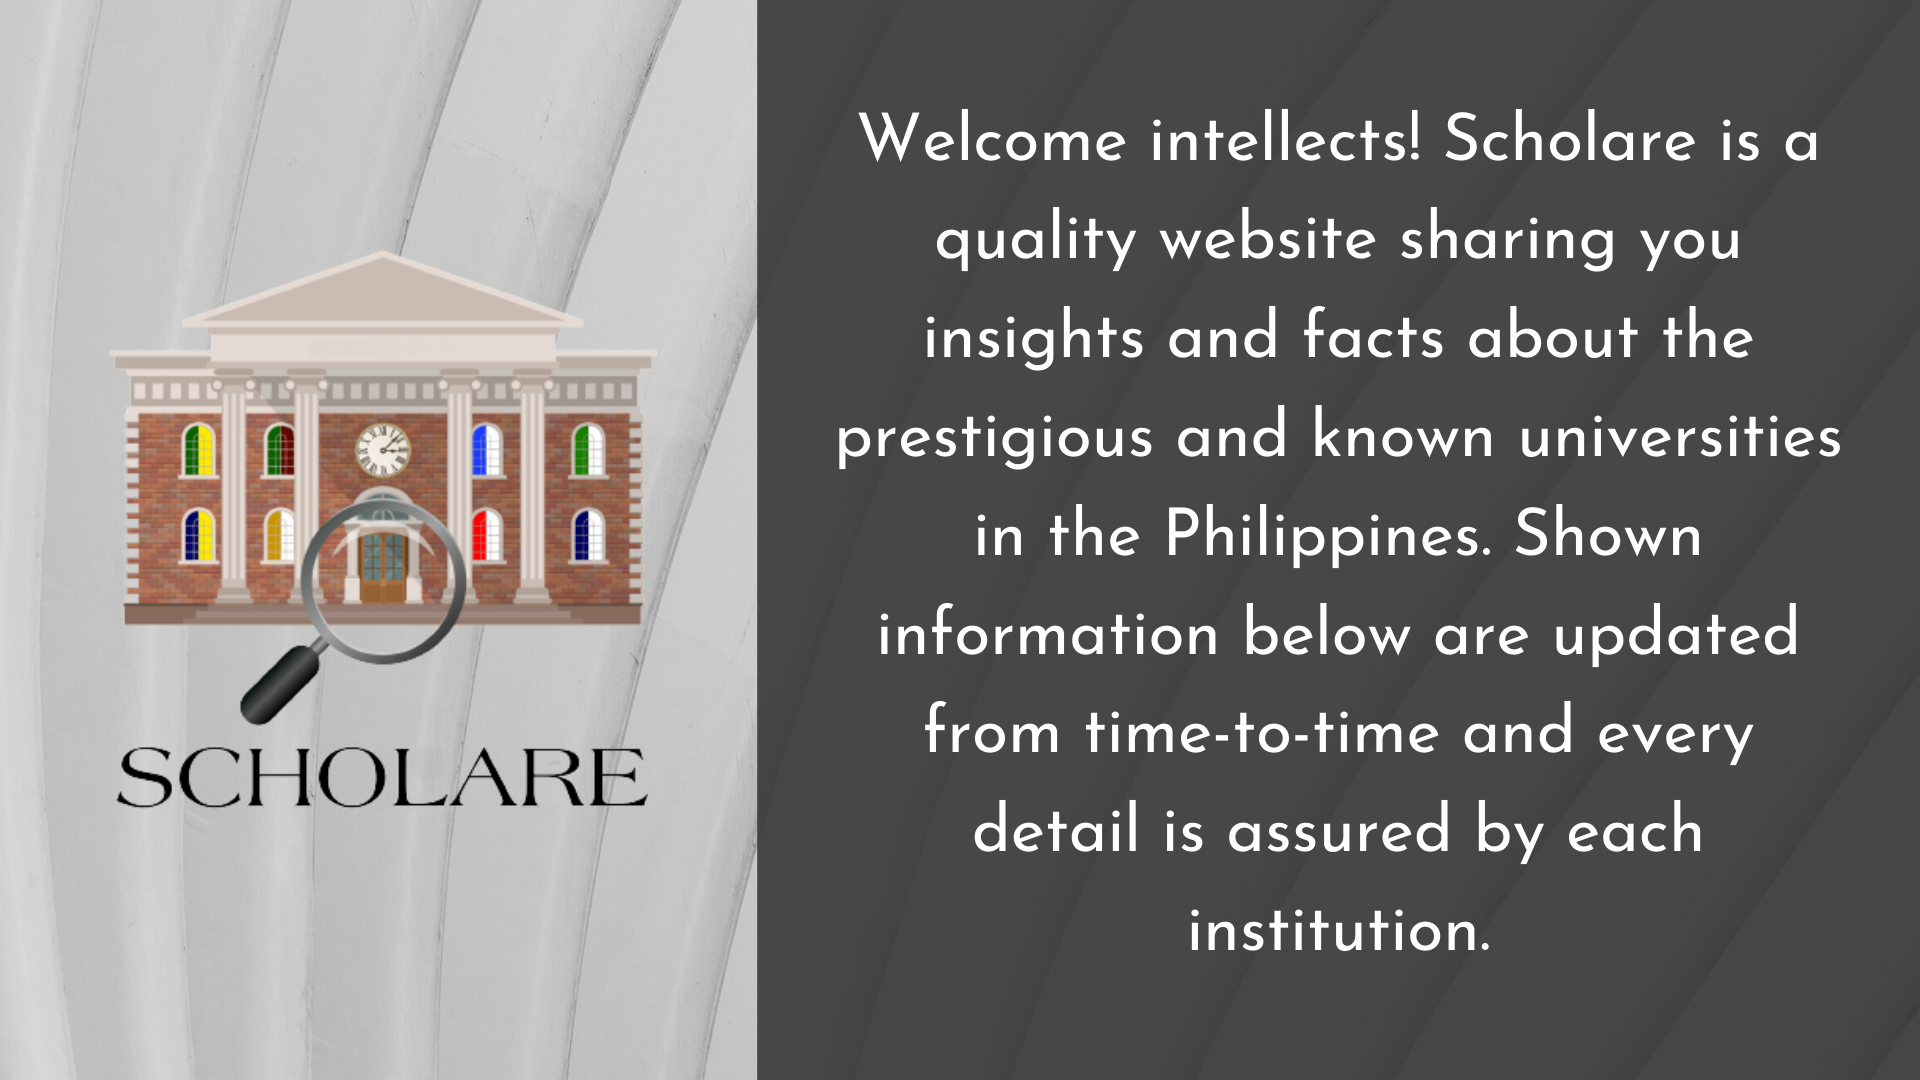 SCHOLARE
Welcome intellects! Scholare is a
quality website sharing you
insights and facts about the
prestigious and known universities
in the Philippines. Shown
information below are updated
from time-to-time and every
detail is assured by each
institution.